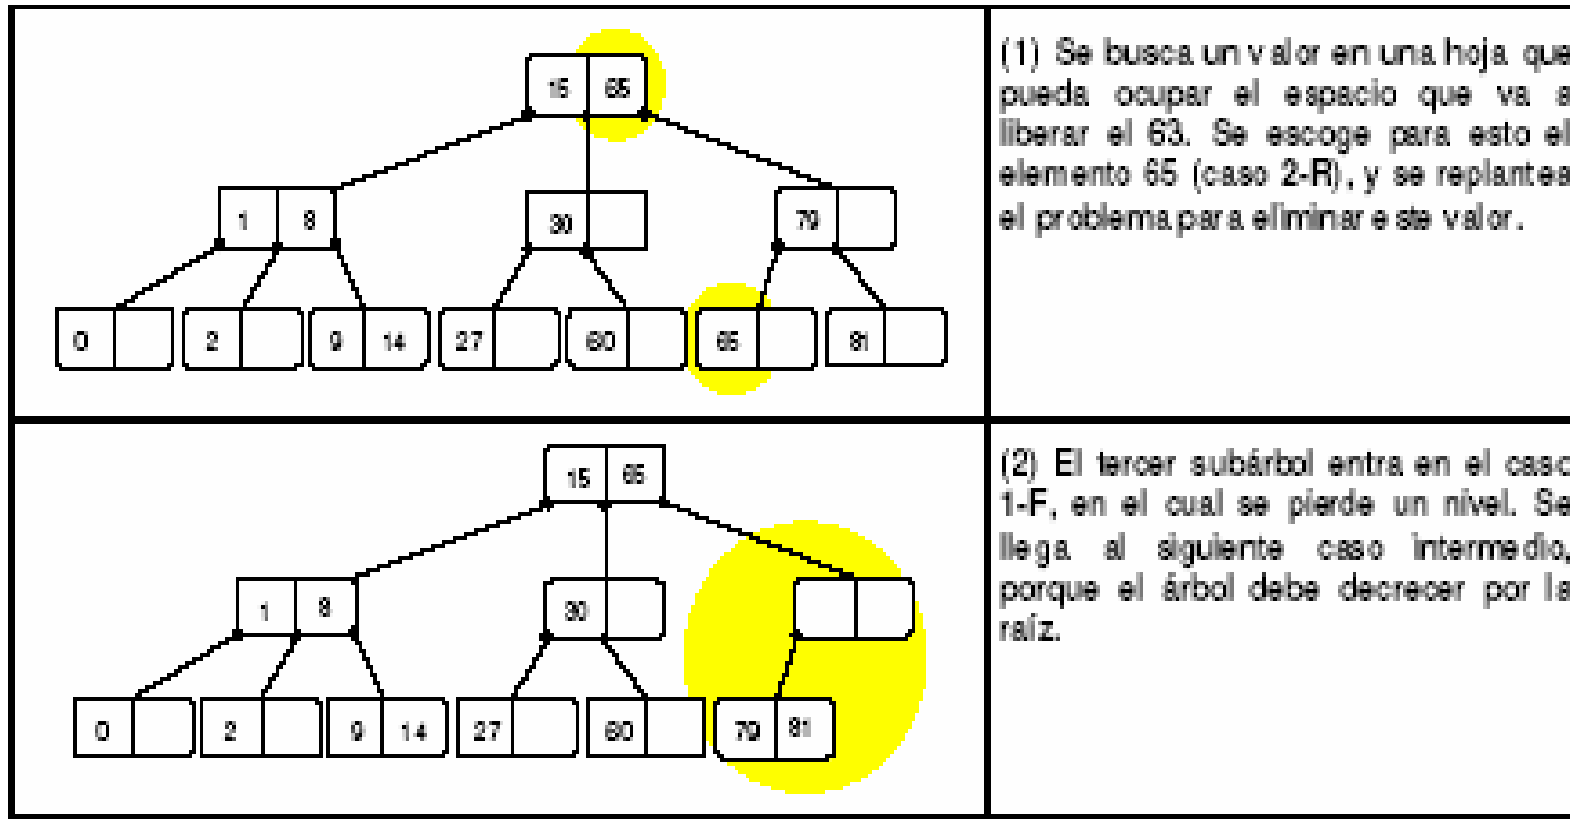 15 65
1 8 30 79
0 2 9 14 27 60 65 81
(1) Se busca un valor en una hoja que
pueda ocupar el espacio que va a
liberar el 63. Se escoge para esto el
elemento 65 (caso 2-R), y se replantea
el problema para eliminar este valor.
15 65
1 8 30
0 2 9 14 27 60 79 81
(2) El tercer subárbol entra en el caso
1-F, en el cual se pierde un nivel. Se
llega al siguiente caso intermedio,
porque el árbol debe decrecer por la
raíz.